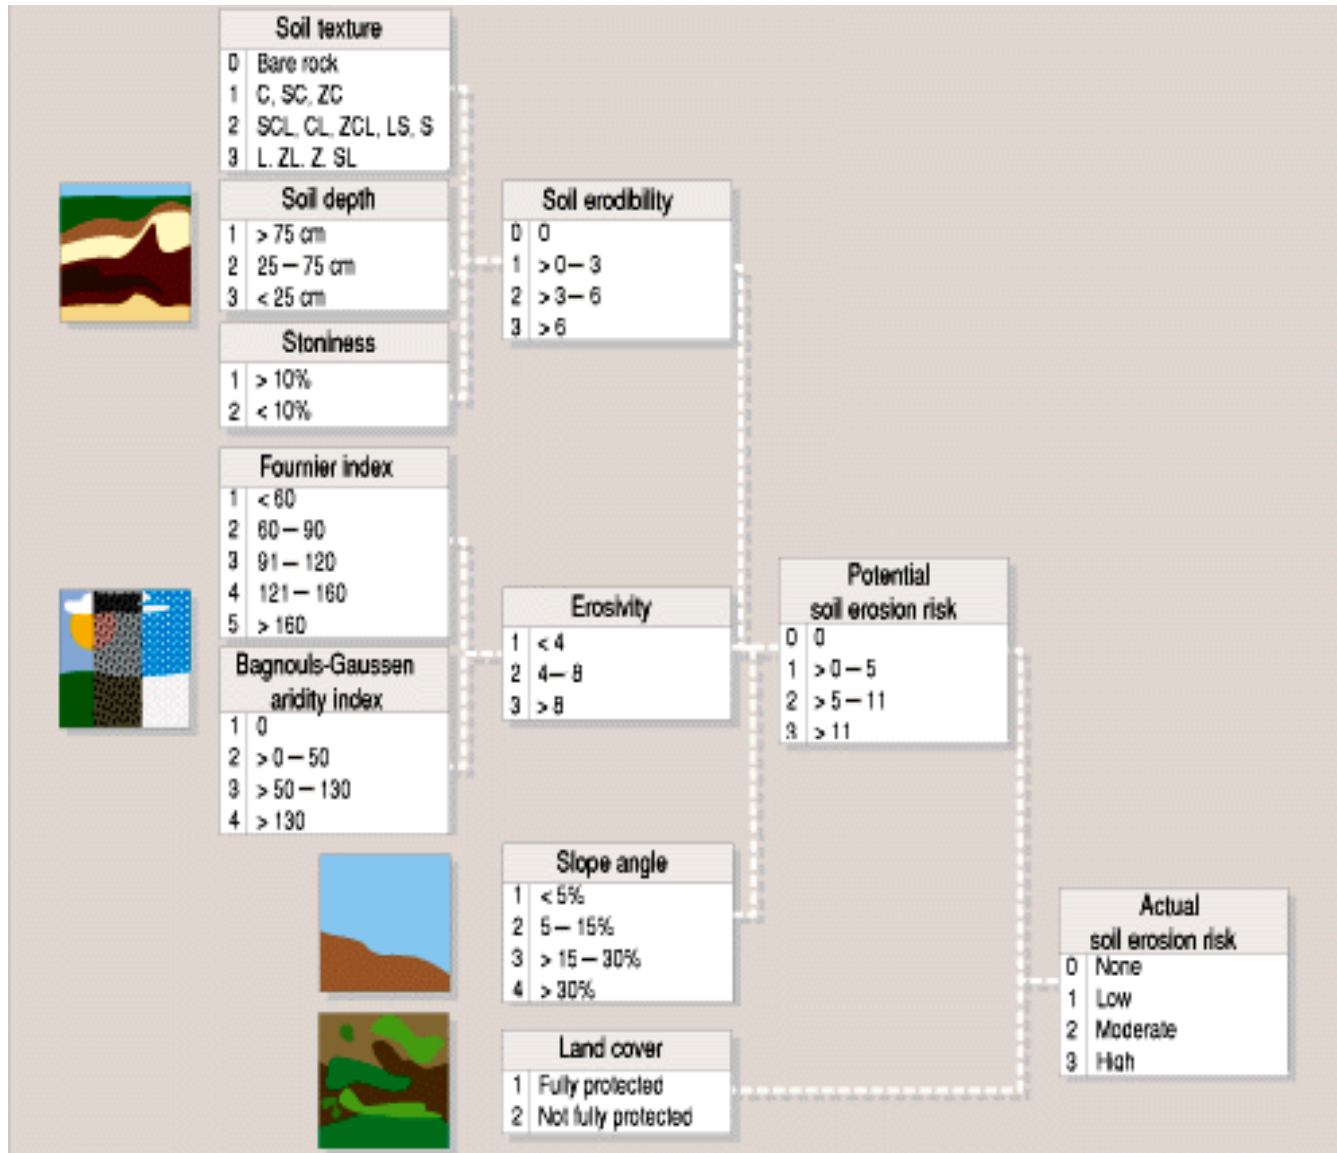 Soil texture
0 Bare rock
1 C, SC, ZC
2 SCL, CL, ZCL, LS, S
3 L. ZL. Z. SL
Soil depth
1 > 75 cm
2 25 – 75 cm
3 < 25 cm
Stoniness
1 > 10%
2 < 10%
Soil erodibility
0 0
1 > 0 – 3
2 > 3 – 6
3 > 6
Fournier index
1 < 60
2 60 – 90
3 91 – 120
4 121 – 160
5 > 160
Bagnouls-Gaussen
aridity index
1 0
2 > 0 – 50
3 > 50 – 130
4 > 130
Erosivity
1 < 4
2 4 – 8
3 > 8
Slope angle
1 < 5%
2 5 – 15%
3 > 15 – 30%
4 > 30%
Land cover
1 Fully protected
2 Not fully protected
Potential
soil erosion risk
0 0
1 > 0 – 5
2 > 5 – 11
3 > 11
Actual
soil erosion risk
0 None
1 Low
2 Moderate
3 High